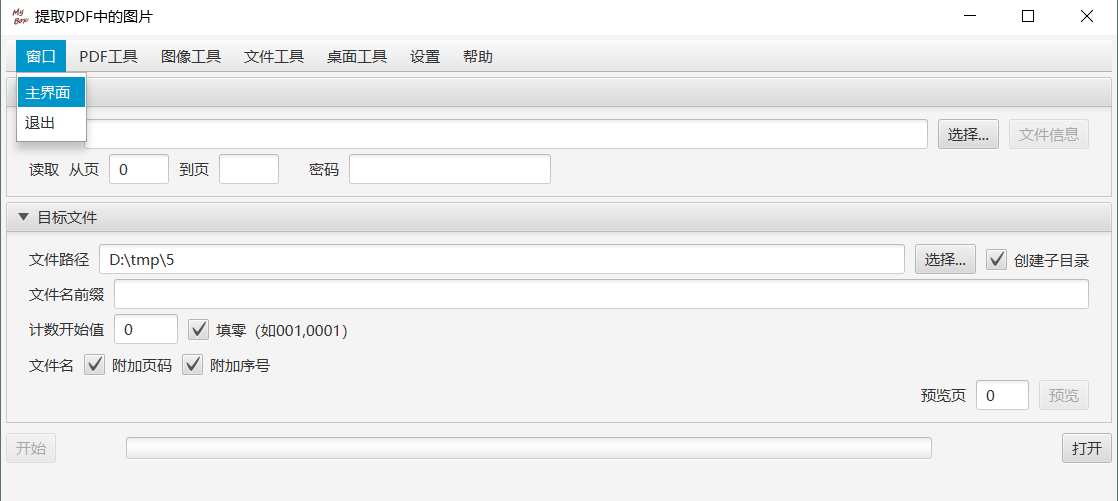 My Box 提取PDF中的图片
窗口 PDF工具 图像工具 文件工具 桌面工具 设置 帮助
主界面
退出
选择... 文件信息
读取 从页 0 到页 密码
目标文件
文件路径 D:\tmp\5 选择... 创建子目录
文件名前缀
计数开始值 0 填零（如001,0001）
文件名 附加页码 附加序号
预览页 0 预览
开始 打开